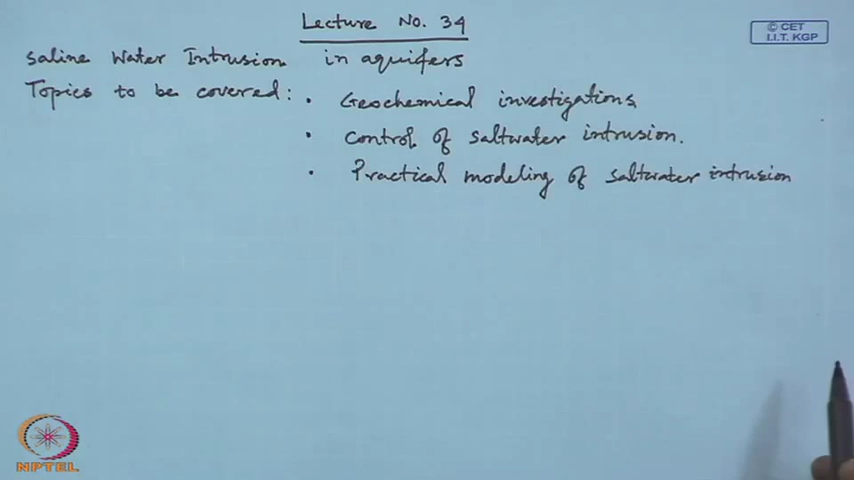 Lecture No. 34
© CET
I.I.T. KGP
Saline Water Intrusion in aquifers
Topics to be covered: • Geochemical investigations
• Control of saltwater intrusion.
• Practical modeling of saltwater intrusion
NPTEL